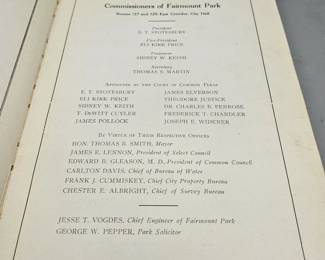 Commissioners of Fairmount Park
Rooms 127 and 129 East Corridor, City Hall
President
E. T. STOTESBURY
Vice-President
ELI KIRK PRICE
Treasurer
SIDNEY W. KEITH
Secretary
THOMAS S. MARTIN
APPOINTED BY THE COURT OF COMMON PLEAS
E. T. STOTESBURY JAMES ELVERSON
ELI KIRK PRICE THEODORE JUSTICE
SIDNEY W. KEITH DR. CHARLES B. PENROSE
T. DeWITT CUYLER FREDERICK T. CHANDLER
JAMES POLLOCK JOSEPH E. WIDENER
BY VIRTUE OF THEIR RESPECTIVE OFFICES
HON. THOMAS B. SMITH, Mayor
JAMES E. LENNON, President of Select Council
EDWARD B. GLEASON, M. D., President of Common Council
CARLTON DAVIS, Chief of Bureau of Water
FRANK J. CUMMISKEY, Chief City Property Bureau
CHESTER E. ALBRIGHT, Chief of Survey Bureau
JESSE T. VOGDES, Chief Engineer of Fairmount Park
GEORGE W. PEPPER, Park Solicitor